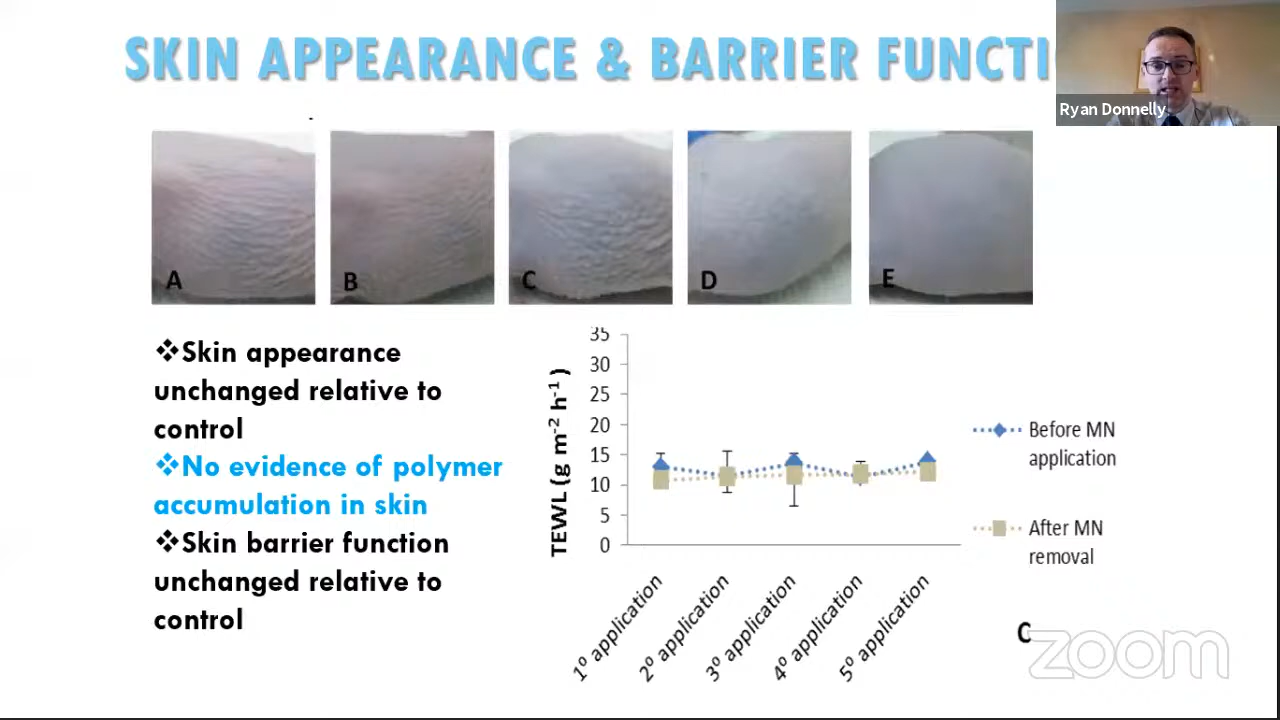 SKIN APPEARANCE & BARRIER FUNCTI
Ryan Donnelly
A
B
C
D
E
❖Skin appearance
unchanged relative to
control
❖No evidence of polymer
accumulation in skin
❖Skin barrier function
unchanged relative to
control
TEWL (g m⁻² h⁻¹ )
35
30
25
20
15
10
5
0
1º application
2º application
3º application
4º application
5º application
Before MN
application
After MN
removal
C
zoom